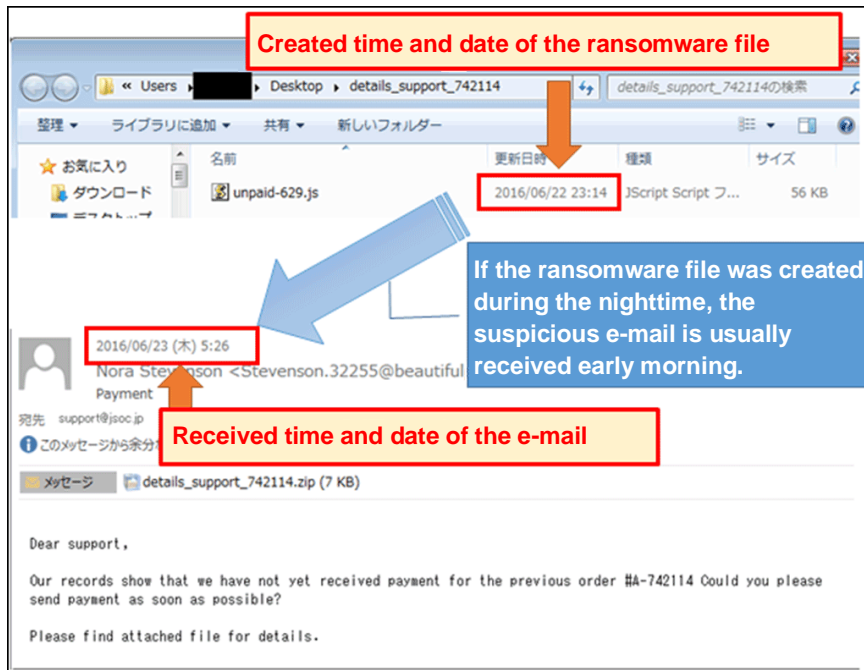 Created time and date of the ransomware file
« Users Desktop details_support_742114 details_support_742114の検索
整理 ライブラリに追加 共有 新しいフォルダー
お気に入り 名前 更新日時 種類 サイズ
ダウンロード unpaid-629.js 2016/06/22 23:14 JScript Script フ... 56 KB
デスクトップ
If the ransomware file was created
during the nighttime, the
suspicious e-mail is usually
received early morning.
2016/06/23 (木) 5:26
Nora Stevenson <Stevenson.32255@beautiful
Payment
宛先 support@jsoc.jp
このメッセージから余分
Received time and date of the e-mail
メッセージ details_support_742114.zip (7 KB)
Dear support,
Our records show that we have not yet received payment for the previous order #A-742114 Could you please
send payment as soon as possible?
Please find attached file for details.